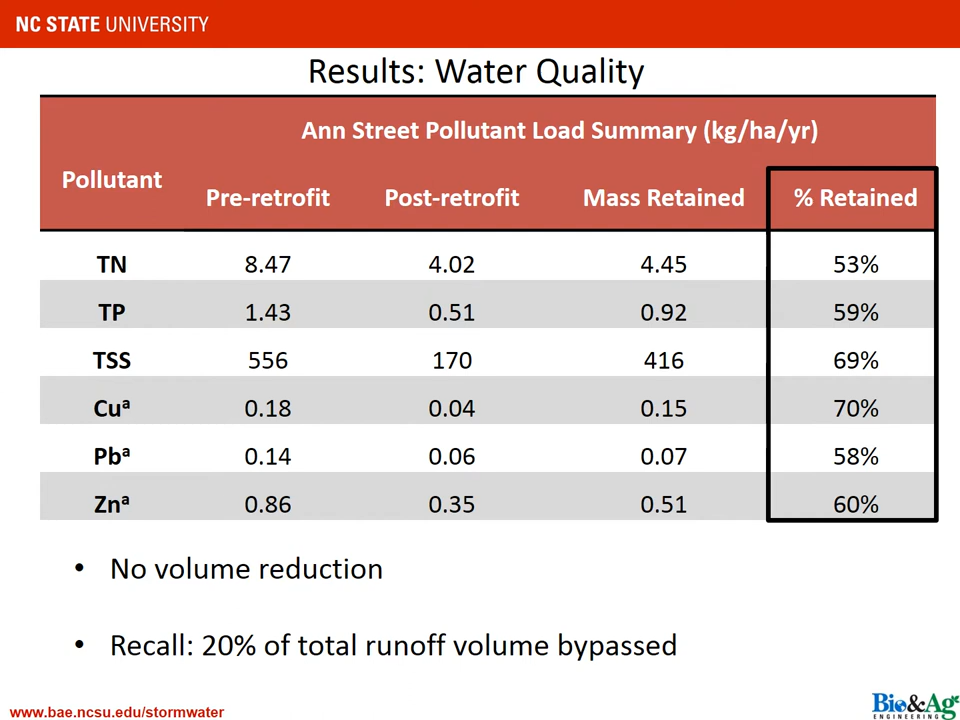 NC STATE UNIVERSITY
Results: Water Quality
Ann Street Pollutant Load Summary (kg/ha/yr)
Pollutant Pre-retrofit Post-retrofit Mass Retained % Retained
TN 8.47 4.02 4.45 53%
TP 1.43 0.51 0.92 59%
TSS 556 170 416 69%
Cuᵃ 0.18 0.04 0.15 70%
Pbᵃ 0.14 0.06 0.07 58%
Znᵃ 0.86 0.35 0.51 60%
• No volume reduction
• Recall: 20% of total runoff volume bypassed
www.bae.ncsu.edu/stormwater
Bio&Ag
ENGINEERING